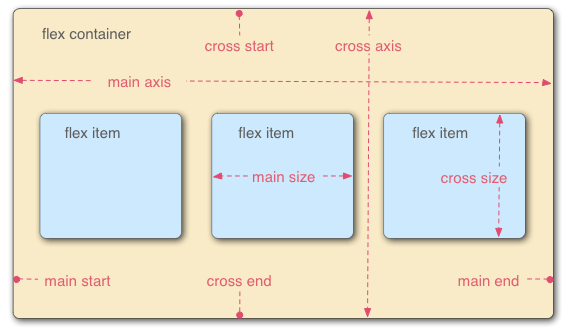 flex container
cross start
cross axis
main axis
flex item
flex item
flex item
main size
cross size
main start
cross end
main end